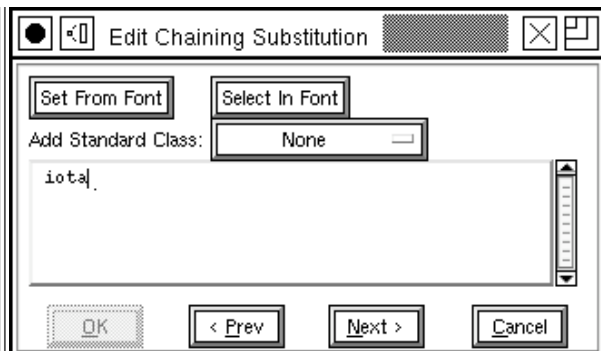 Edit Chaining Substitution
Set From Font Select In Font
Add Standard Class: None
iota
OK < Prev Next > Cancel